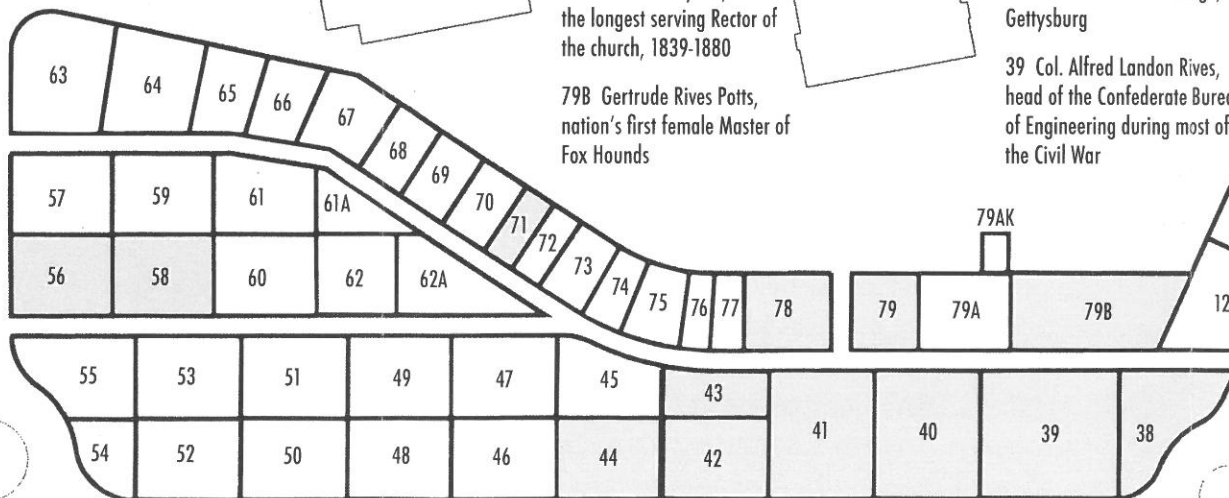 the longest serving Rector of
the church, 1839-1880
79B Gertrude Rives Potts,
nation's first female Master of
Fox Hounds
Gettysburg
39 Col. Alfred Landon Rives,
head of the Confederate Burea
of Engineering during most of
the Civil War
63 64 65 66 67 68 69 70 71 72 73 74 75 76 77 78
79 79A 79AK 79B 12
57 59 61 61A
56 58 60 62 62A
55 53 51 49 47 45 43 41 40 39 38
54 52 50 48 46 44 42